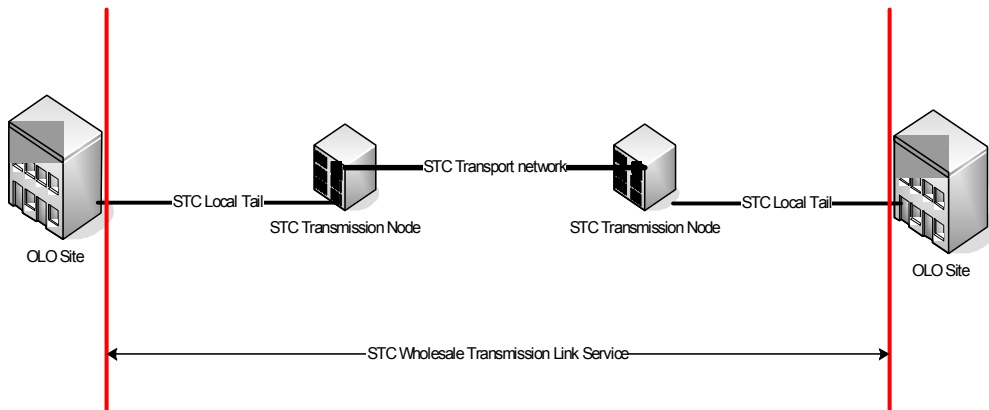 STC Transport network
STC Local Tail
STC Local Tail
STC Transmission Node
STC Transmission Node
OLO Site
OLO Site
STC Wholesale Transmission Link Service